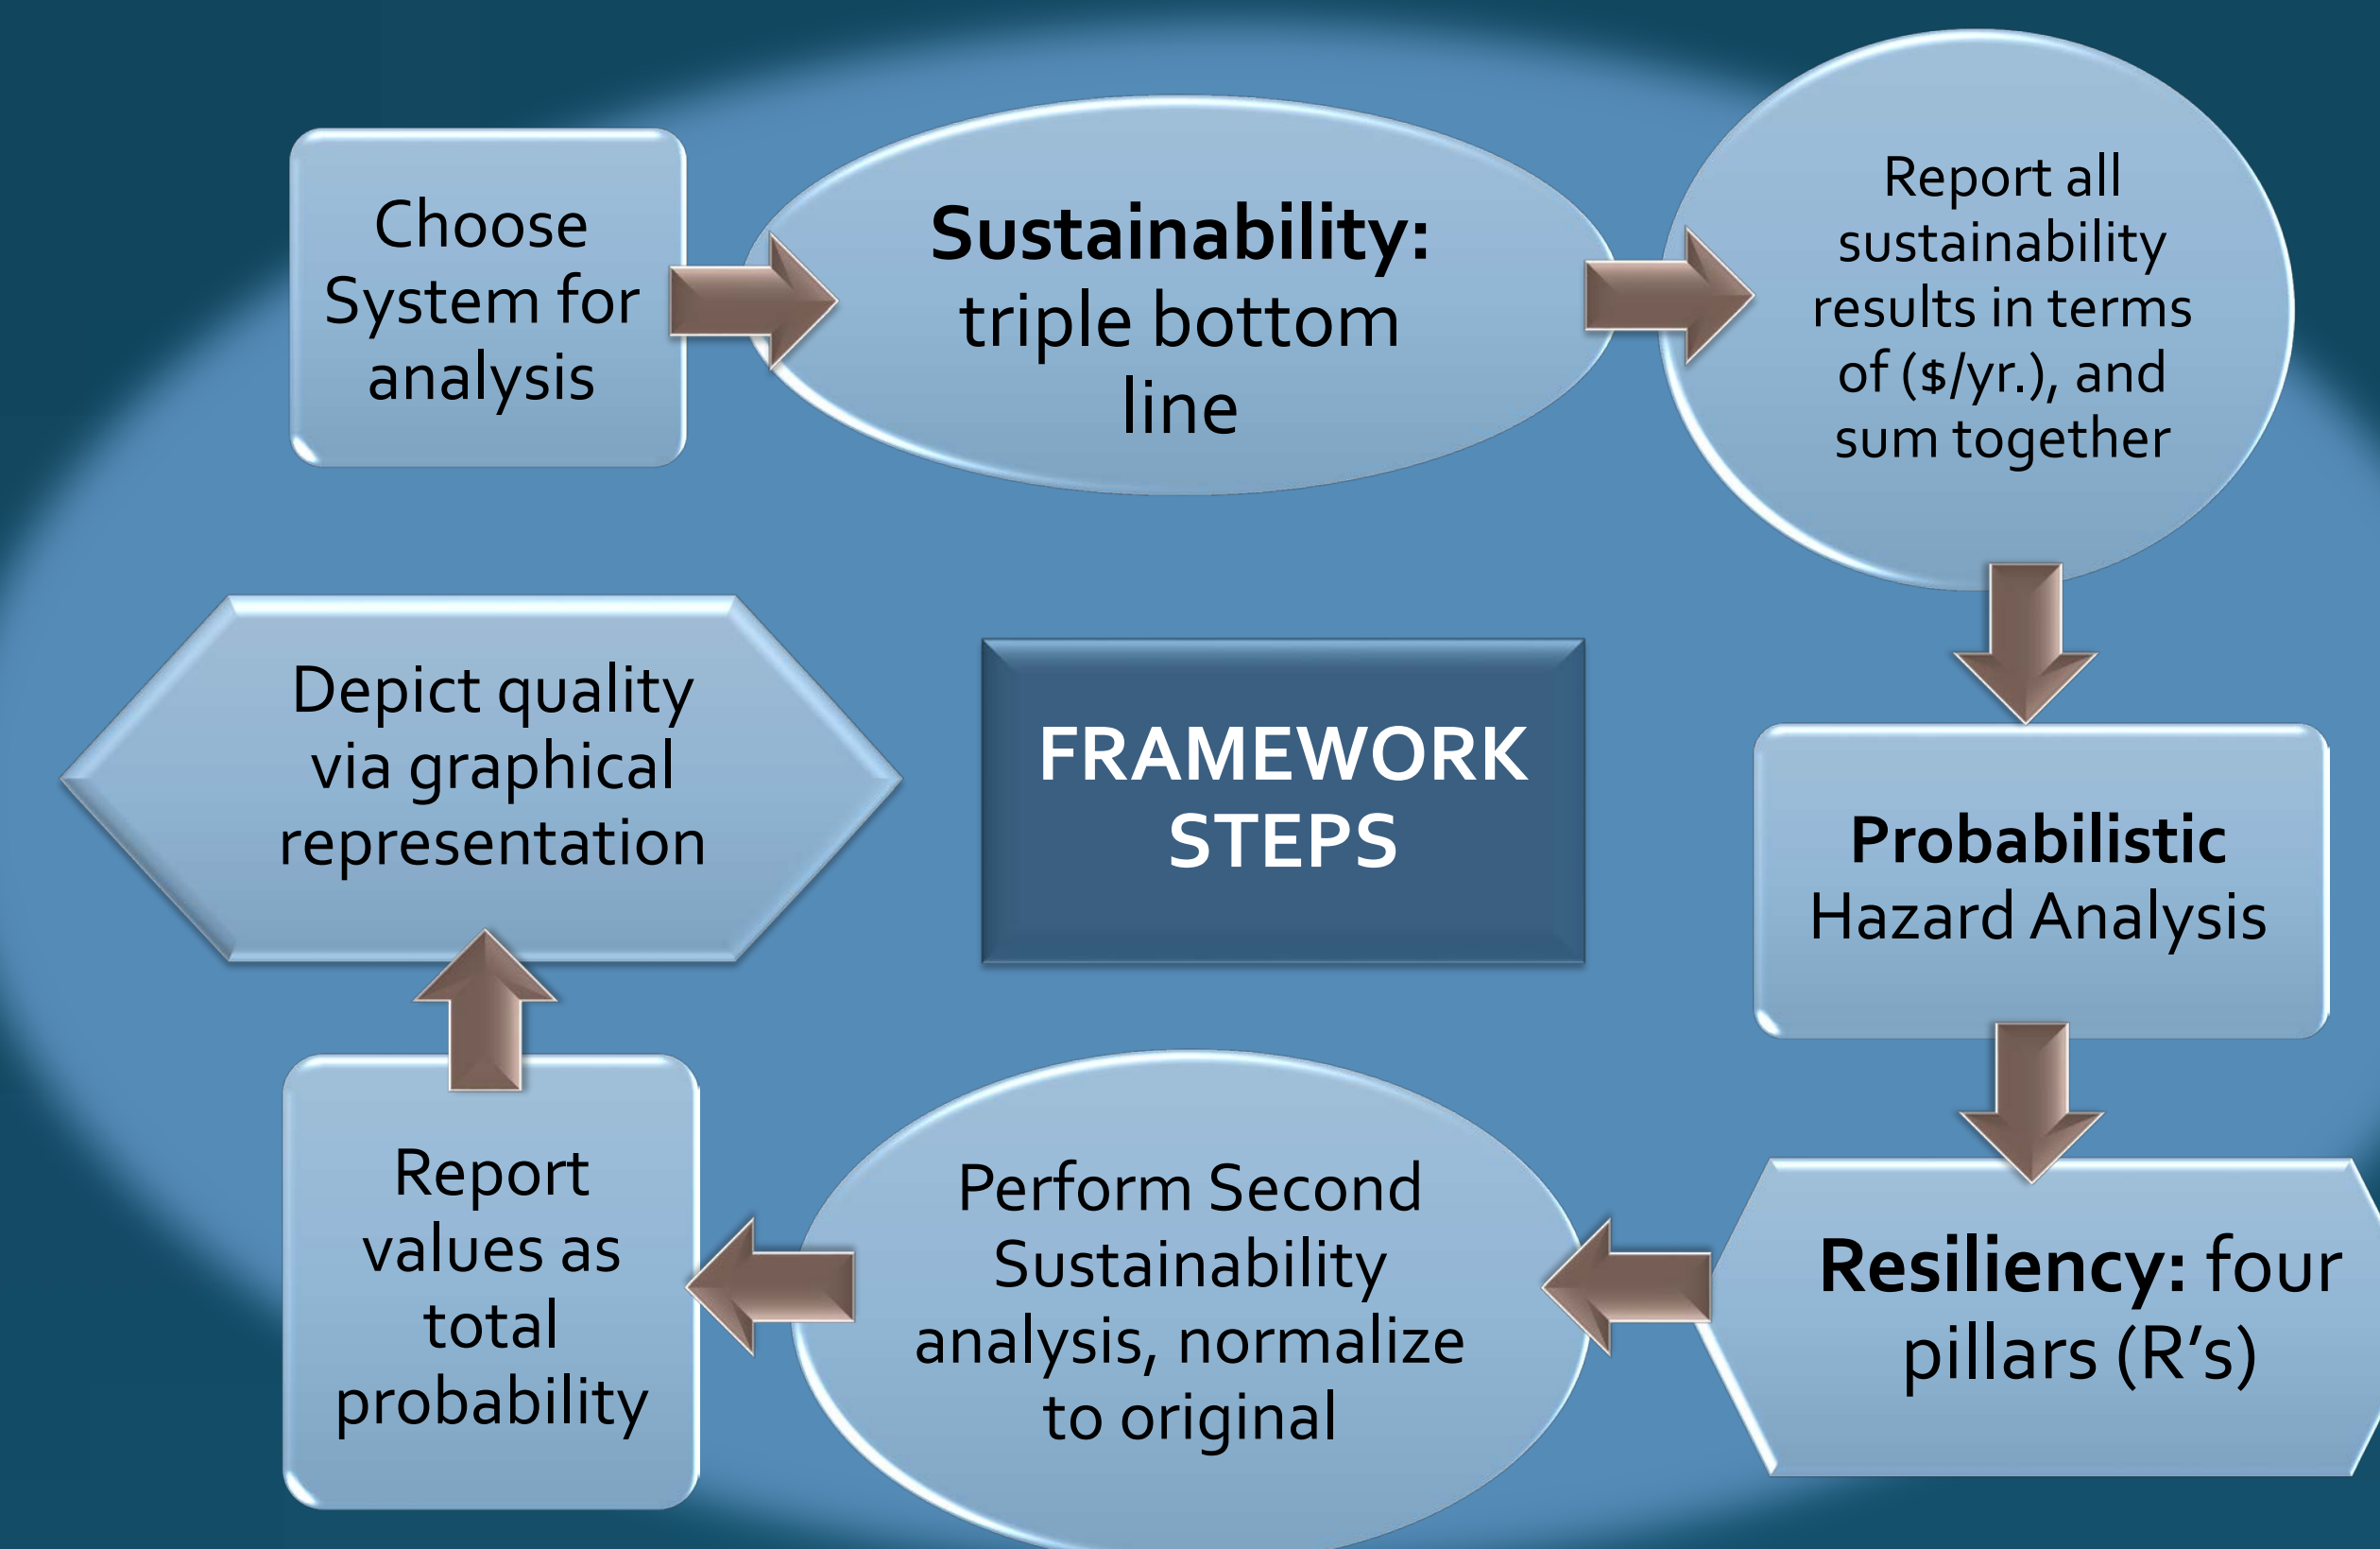 Choose
System for
analysis
Sustainability:
triple bottom
line
Report all
sustainability
results in terms
of ($/yr.), and
sum together
Probabilistic
Hazard Analysis
Resiliency: four
pillars (R’s)
Perform Second
Sustainability
analysis, normalize
to original
Report
values as
total
probability
Depict quality
via graphical
representation
FRAMEWORK
STEPS